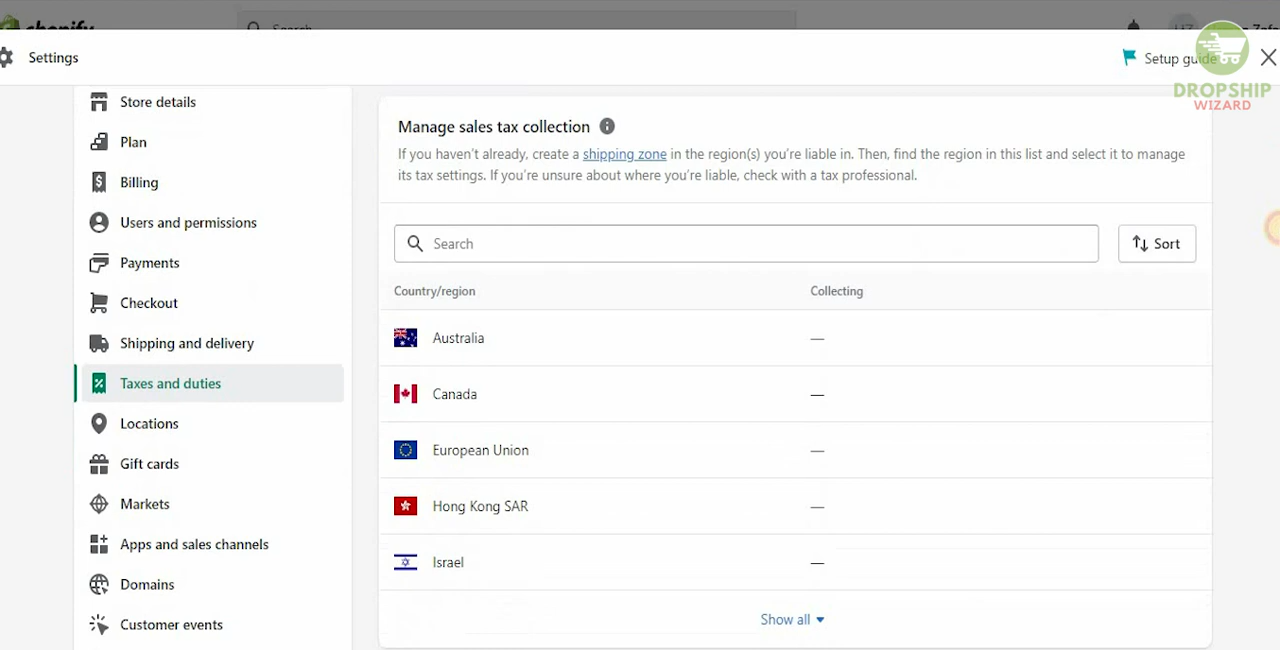 shopify
Search
Settings
Setup guide
DROPSHIP
WIZARD
Store details
Plan
Billing
Users and permissions
Payments
Checkout
Shipping and delivery
Taxes and duties
Locations
Gift cards
Markets
Apps and sales channels
Domains
Customer events
Manage sales tax collection
If you haven't already, create a shipping zone in the region(s) you're liable in. Then, find the region in this list and select it to manage
its tax settings. If you're unsure about where you're liable, check with a tax professional.
Search
Sort
Country/region Collecting
Australia —
Canada —
European Union —
Hong Kong SAR —
Israel —
Show all